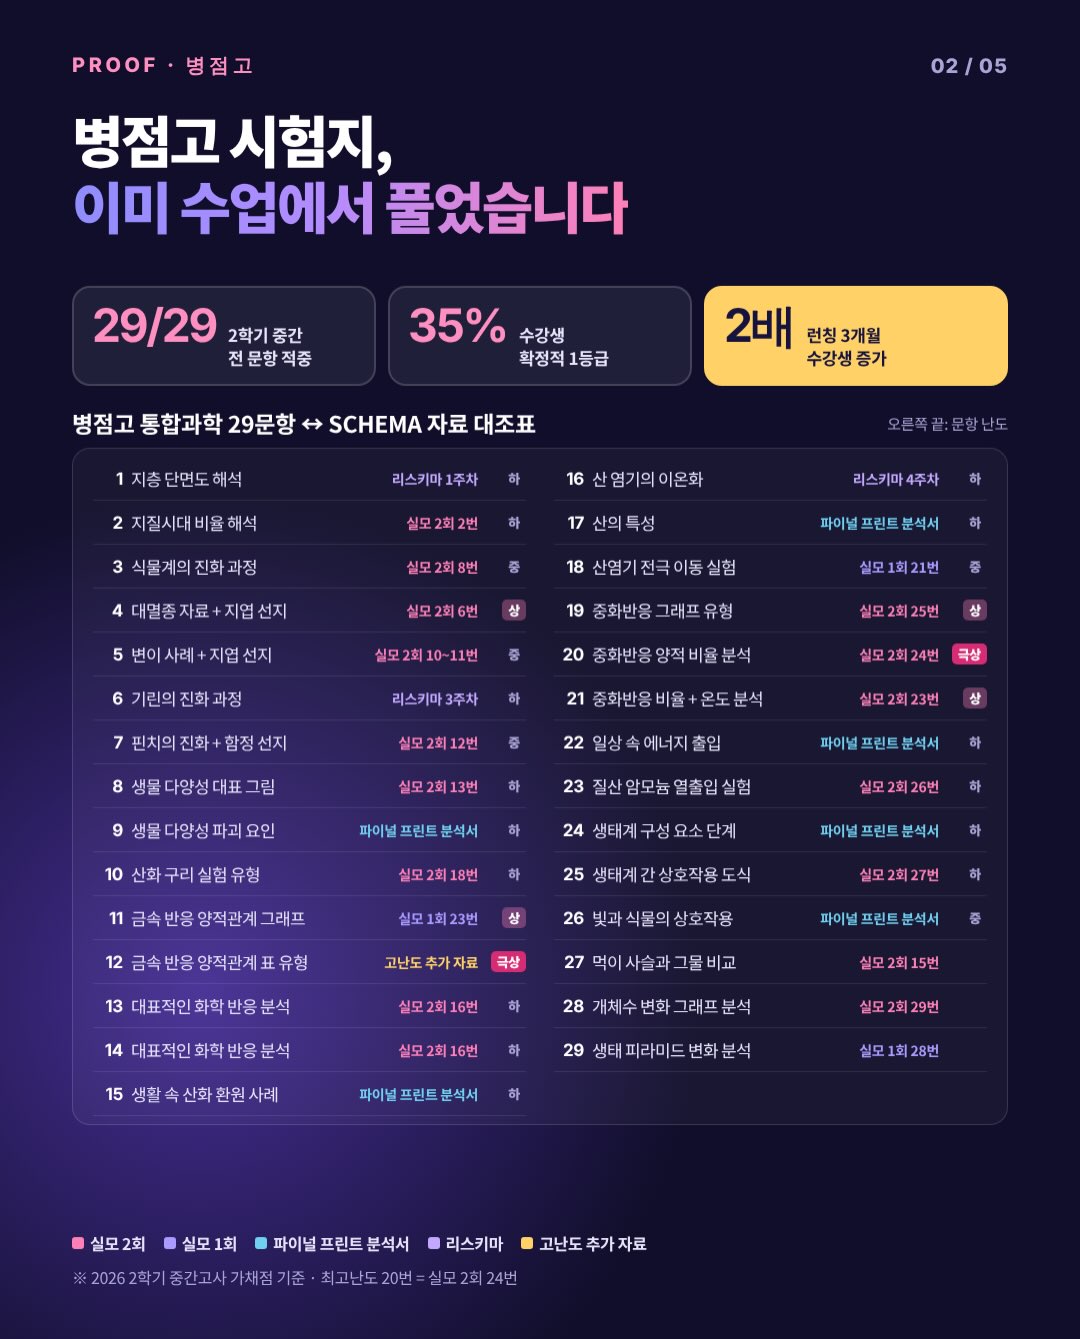 PROOF · 병점고
02 / 05
병점고 시험지,
이미 수업에서 풀었습니다
29/29 2학기 중간
전 문항 적중
35% 수강생
확정적 1등급
2배 런칭 3개월
수강생 증가
병점고 통합과학 29문항 ↔ SCHEMA 자료 대조표
오른쪽 끝: 문항 난도
1 지층 단면도 해석 리스키마 1주차 하
2 지질시대 비율 해석 실모 2회 2번 하
3 식물계의 진화 과정 실모 2회 8번 중
4 대멸종 자료 + 지엽 선지 실모 2회 6번 상
5 변이 사례 + 지엽 선지 실모 2회 10~11번 중
6 기린의 진화 과정 리스키마 3주차 하
7 핀치의 진화 + 함정 선지 실모 2회 12번 중
8 생물 다양성 대표 그림 실모 2회 13번 하
9 생물 다양성 파괴 요인 파이널 프린트 분석서 하
10 산화 구리 실험 유형 실모 2회 18번 하
11 금속 반응 양적관계 그래프 실모 1회 23번 상
12 금속 반응 양적관계 표 유형 고난도 추가 자료 극상
13 대표적인 화학 반응 분석 실모 2회 16번 하
14 대표적인 화학 반응 분석 실모 2회 16번 하
15 생활 속 산화 환원 사례 파이널 프린트 분석서 하
16 산 염기의 이온화 리스키마 4주차 하
17 산의 특성 파이널 프린트 분석서 하
18 산염기 전극 이동 실험 실모 1회 21번 중
19 중화반응 그래프 유형 실모 2회 25번 상
20 중화반응 양적 비율 분석 실모 2회 24번 극상
21 중화반응 비율 + 온도 분석 실모 2회 23번 상
22 일상 속 에너지 출입 파이널 프린트 분석서 하
23 질산 암모늄 열출입 실험 실모 2회 26번 하
24 생태계 구성 요소 단계 파이널 프린트 분석서 하
25 생태계 간 상호작용 도식 실모 2회 27번 하
26 빛과 식물의 상호작용 파이널 프린트 분석서 중
27 먹이 사슬과 그물 비교 실모 2회 15번
28 개체수 변화 그래프 분석 실모 2회 29번
29 생태 피라미드 변화 분석 실모 1회 28번
실모 2회 실모 1회 파이널 프린트 분석서 리스키마 고난도 추가 자료
※ 2026 2학기 중간고사 가채점 기준 · 최고난도 20번 = 실모 2회 24번